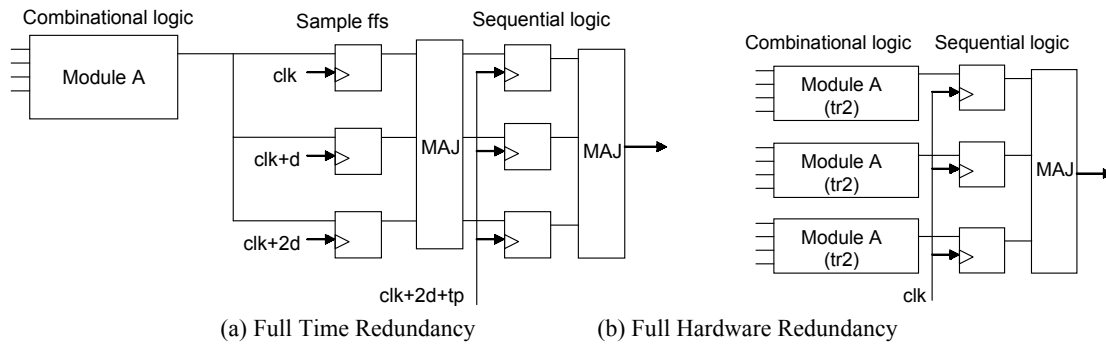 Combinational logic
Sample ffs
Sequential logic
Module A
clk
clk+d
clk+2d
MAJ
MAJ
clk+2d+tp
Combinational logic
Sequential logic
Module A
(tr2)
Module A
(tr2)
Module A
(tr2)
MAJ
clk
(a) Full Time Redundancy
(b) Full Hardware Redundancy